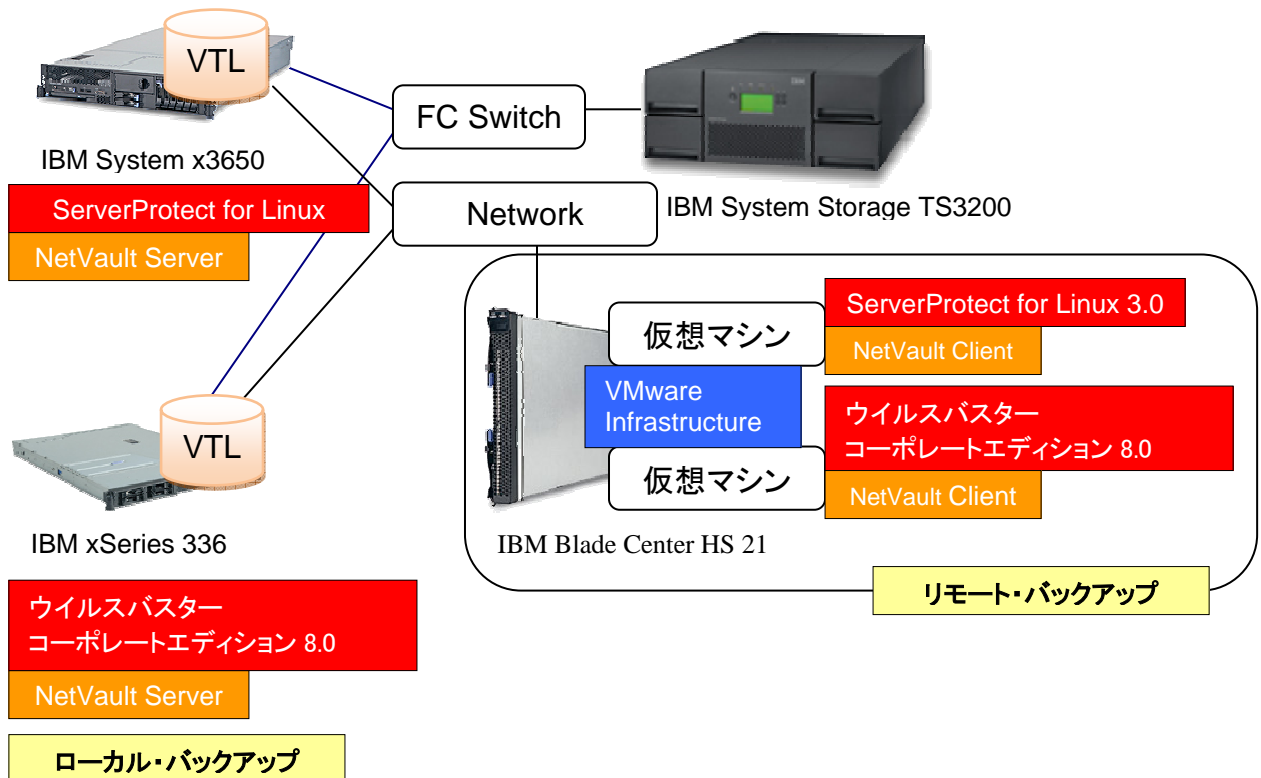 VTL
IBM System x3650
ServerProtect for Linux
NetVault Server
FC Switch
Network
IBM System Storage TS3200
VTL
IBM xSeries 336
ウイルスバスター
コーポレートエディション 8.0
NetVault Server
ローカル・バックアップ
仮想マシン
VMware
Infrastructure
仮想マシン
ServerProtect for Linux 3.0
NetVault Client
ウイルスバスター
コーポレートエディション 8.0
NetVault Client
IBM Blade Center HS 21
リモート・バックアップ